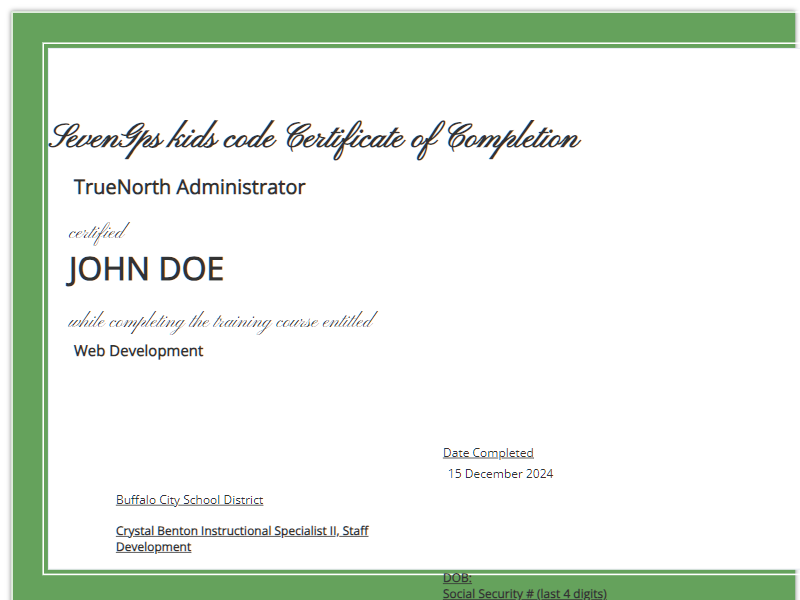 SevenGps kids code Certificate of Completion
TrueNorth Administrator
certified
JOHN DOE
while completing the training course entitled
Web Development
Date Completed
15 December 2024
Buffalo City School District
Crystal Benton Instructional Specialist II, Staff
Development
DOB:
Social Security # (last 4 digits)